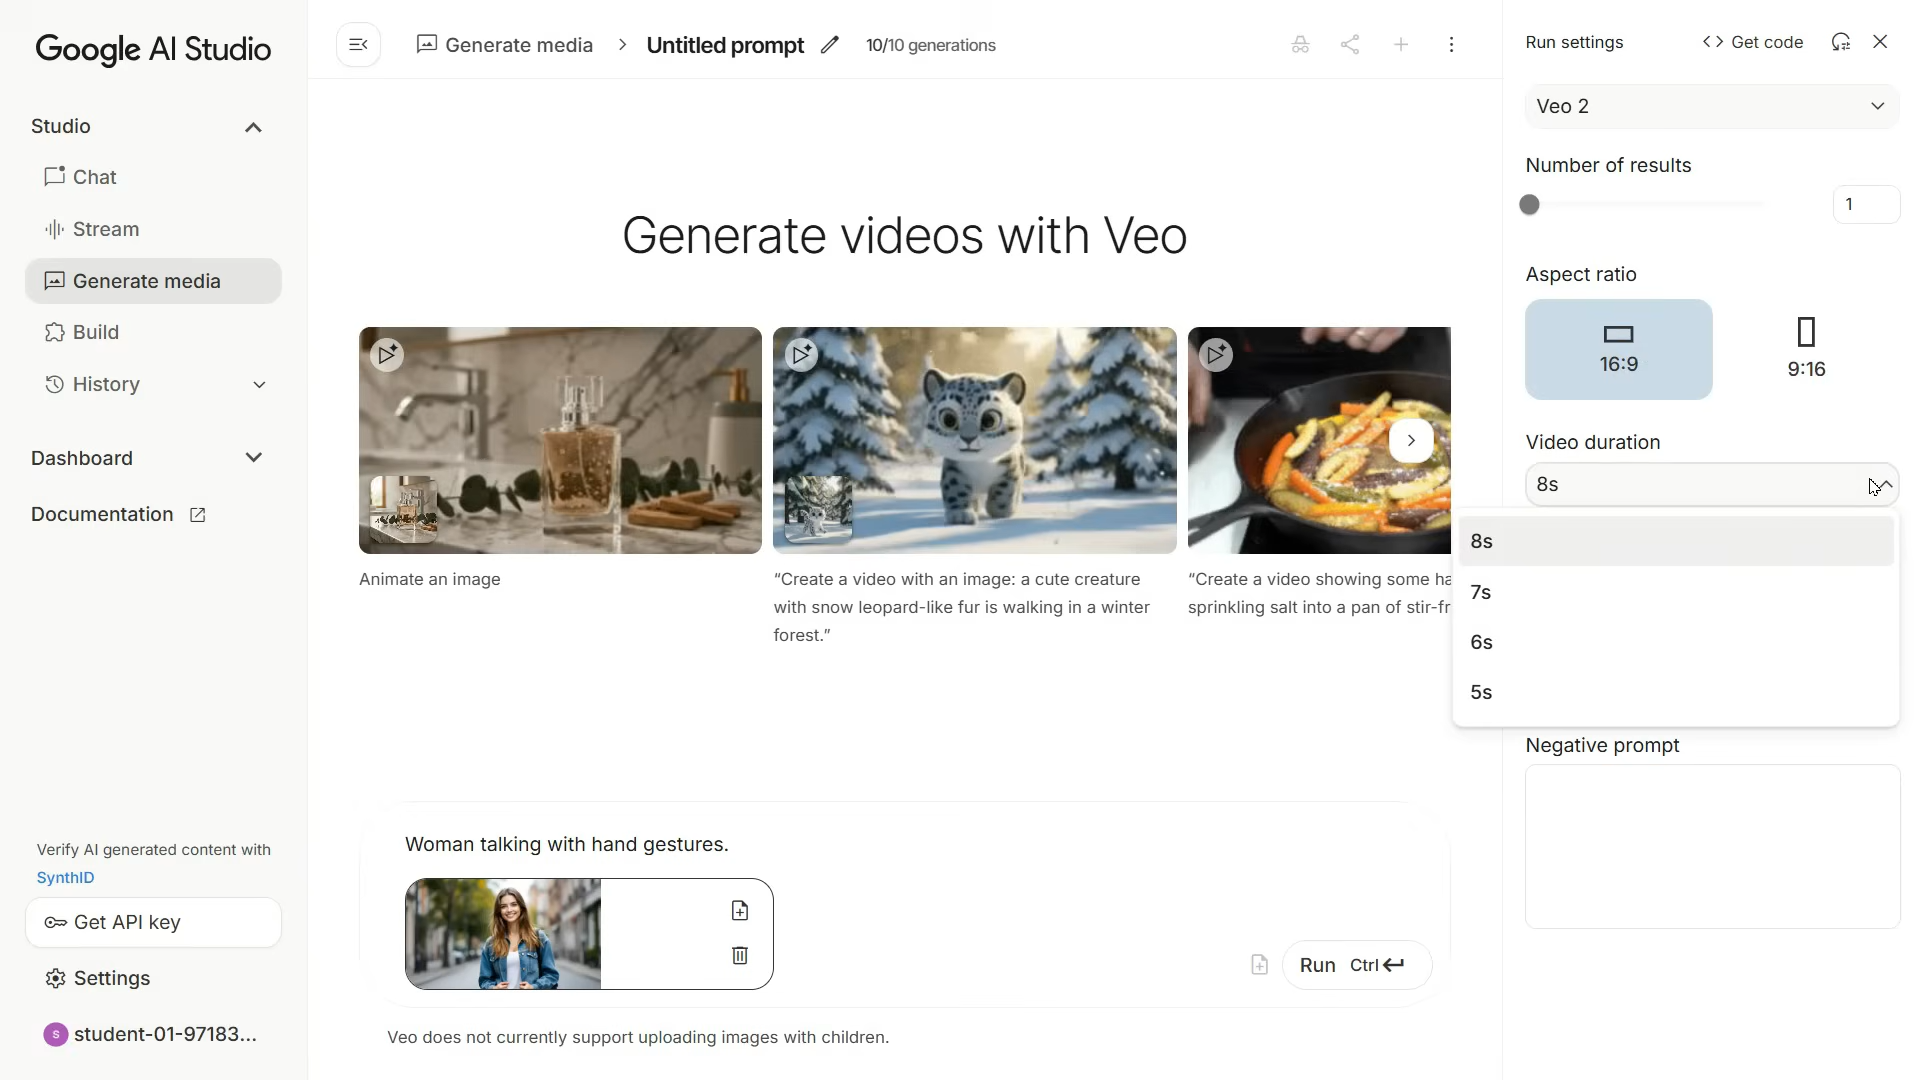 Google AI Studio
Studio
Chat
Stream
Generate media
Build
History
Dashboard
Documentation
Verify AI generated content with
SynthID
Get API key
Settings
S
student-01-97183...
Generate media
Untitled prompt
10/10 generations
Generate videos with Veo
Animate an image
“Create a video with an image: a cute creature
with snow leopard-like fur is walking in a winter
forest.”
“Create a video showing some ha
sprinkling salt into a pan of stir-fr
Woman talking with hand gestures.
Run Ctrl
Veo does not currently support uploading images with children.
Run settings
Get code
Veo 2
Number of results
1
Aspect ratio
16:9
9:16
Video duration
8s
8s
7s
6s
5s
Negative prompt